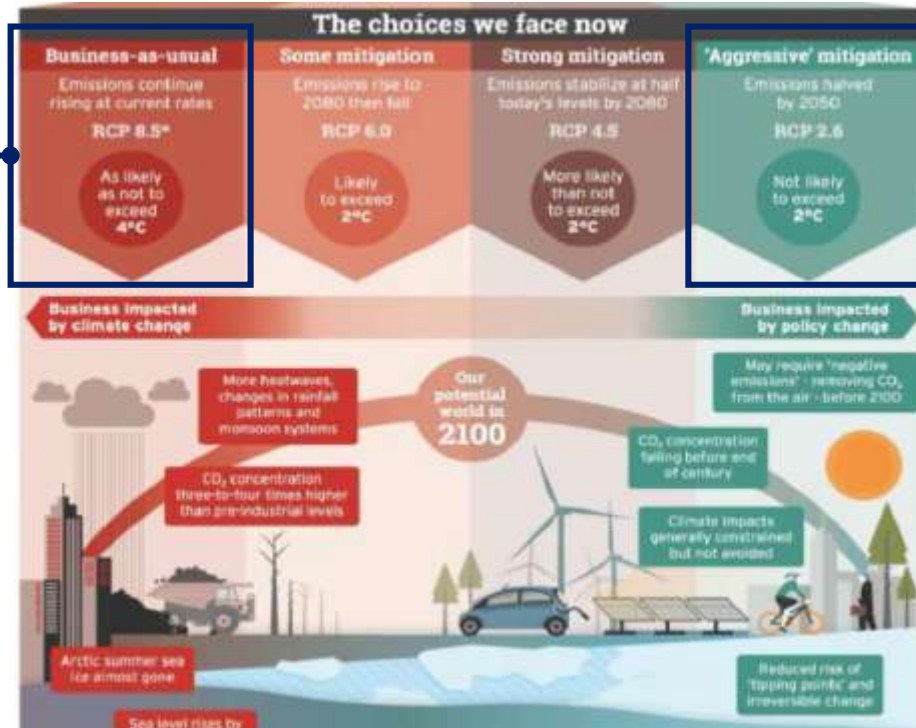 The choices we face now
Business-as-usual
Emissions continue
rising at current rates
RCP 8.5*
As likely
as not to
exceed
4°C
Some mitigation
Emissions rise to
2080 then fall
RCP 6.0
Likely
to exceed
2°C
Strong mitigation
Emissions stabilize at half
today's levels by 2080
RCP 4.5
More likely
than not
to exceed
2°C
'Aggressive' mitigation
Emissions halved
by 2050
RCP 2.6
Not likely
to exceed
2°C
Business impacted
by climate change
Business impacted
by policy change
More heatwaves,
changes in rainfall
patterns and
monsoon systems
Our
potential
world in
2100
May require 'negative
emissions' - removing CO₂
from the air - before 2100
CO₂ concentration
falling before end
of century
CO₂ concentration
three-to-four times higher
than pre-industrial levels
Climate impacts
generally constrained
but not avoided
Arctic summer sea
ice almost gone
Reduced risk of
'tipping points' and
irreversible change
Sea level rises by